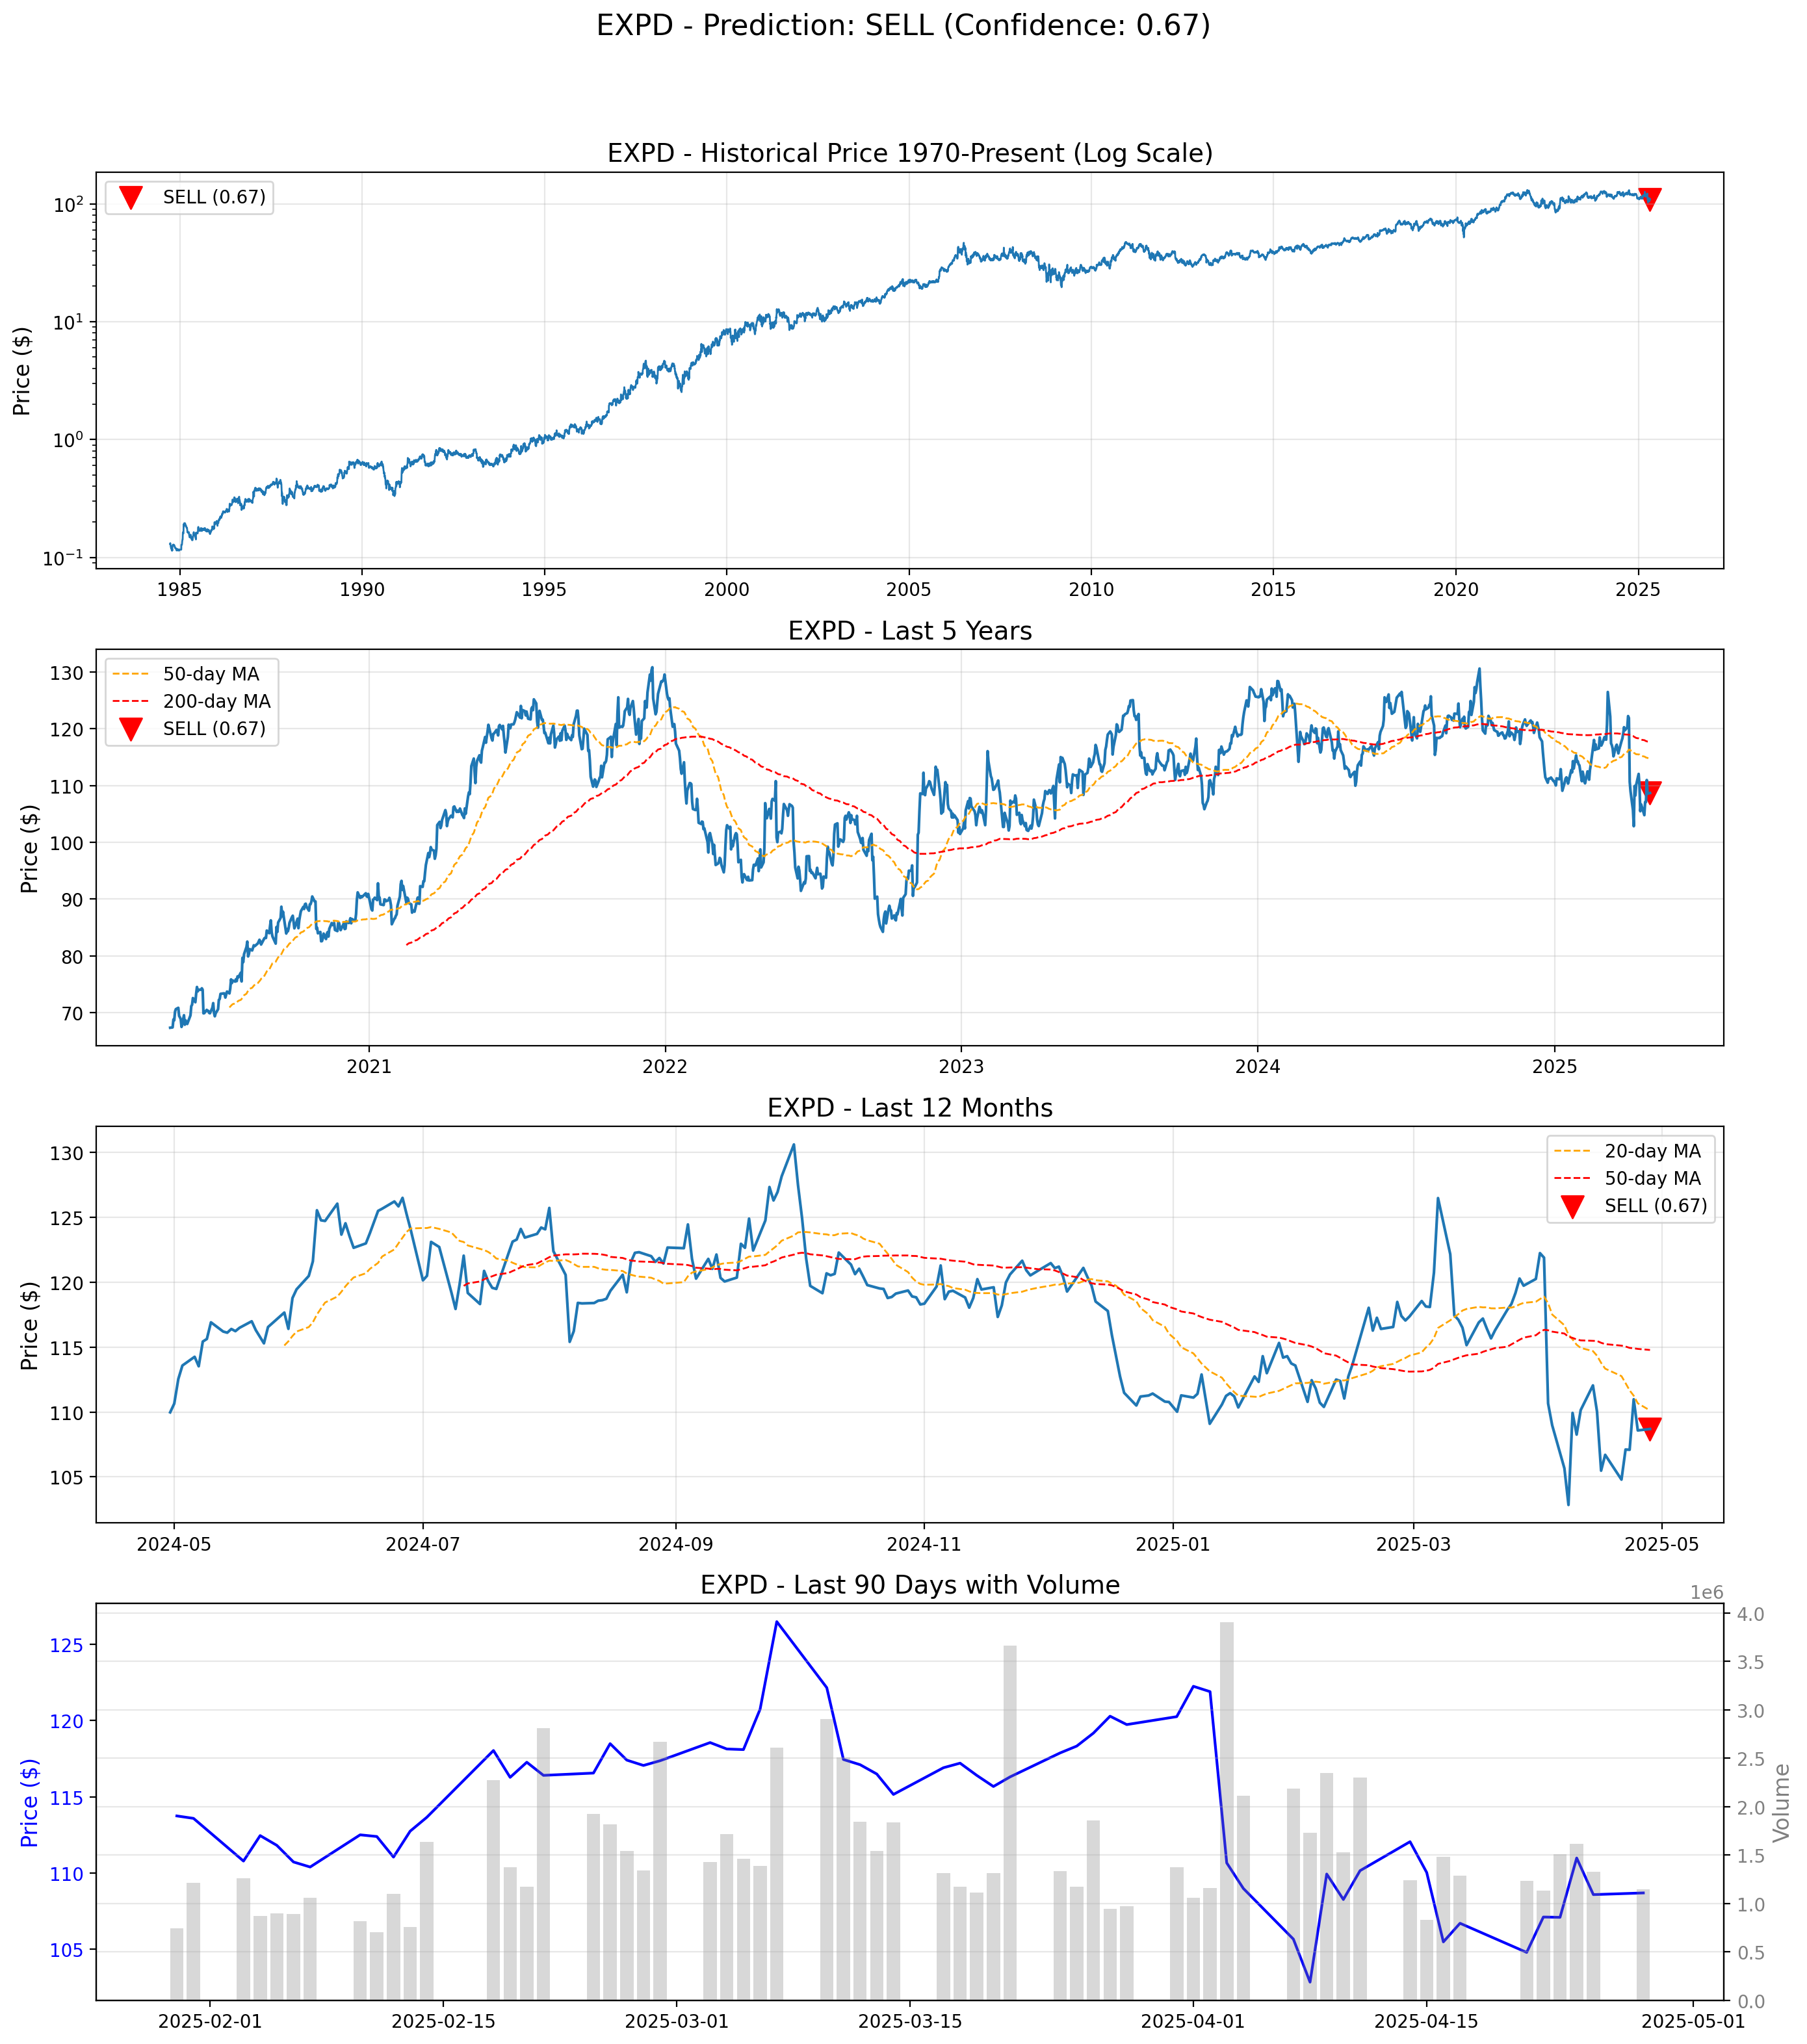 EXPD - Prediction: SELL (Confidence: 0.67)
EXPD - Historical Price 1970-Present (Log Scale)
SELL (0.67)
Price ($)
10²
10¹
10⁰
10⁻¹
1985 1990 1995 2000 2005 2010 2015 2020 2025
EXPD - Last 5 Years
50-day MA
200-day MA
SELL (0.67)
Price ($)
130
120
110
100
90
80
70
2021 2022 2023 2024 2025
EXPD - Last 12 Months
20-day MA
50-day MA
SELL (0.67)
Price ($)
130
125
120
115
110
105
2024-05 2024-07 2024-09 2024-11 2025-01 2025-03 2025-05
EXPD - Last 90 Days with Volume
1e6
Price ($)
125
120
115
110
105
4.0
3.5
3.0
2.5
2.0
1.5
1.0
0.5
0.0
Volume
2025-02-01 2025-02-15 2025-03-01 2025-03-15 2025-04-01 2025-04-15 2025-05-01